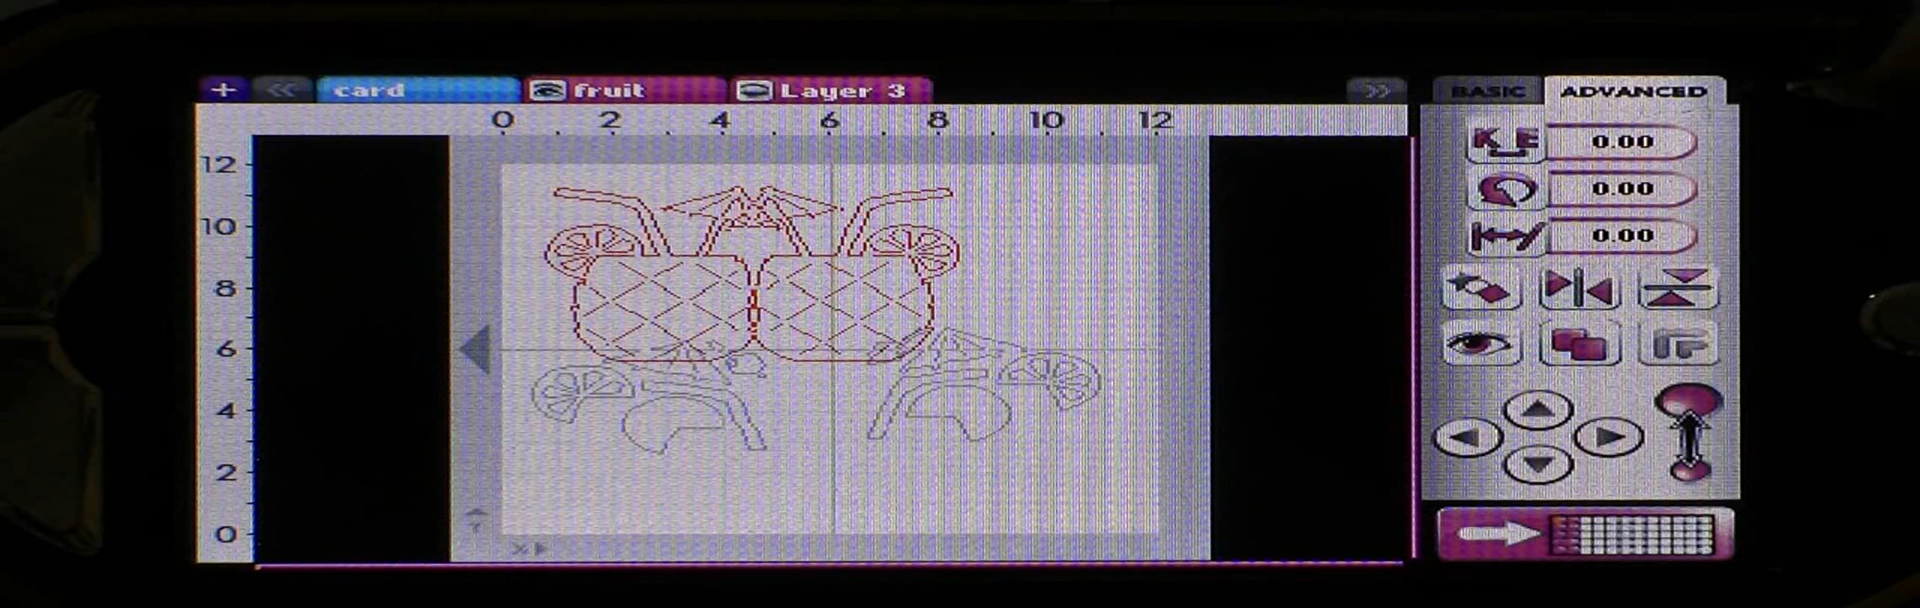 + << card fruit Layer 3 >>
BASIC ADVANCED
0 2 4 6 8 10 12
12
10
8
6
4
2
0
K E 0.00
0.00
0.00
Y
X